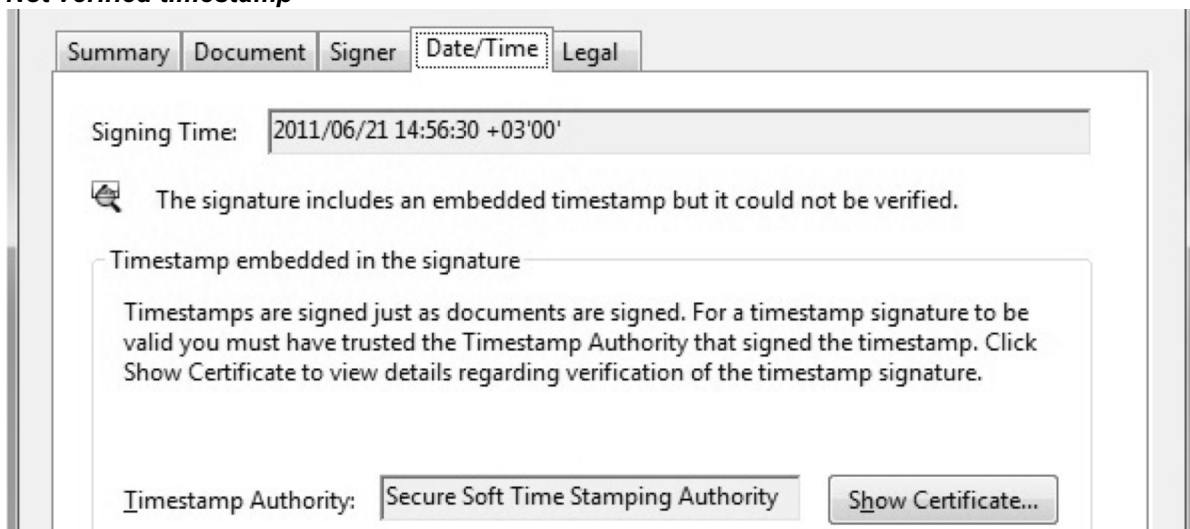 Not verified timestamp
Summary Document Signer Date/Time Legal
Signing Time: 2011/06/21 14:56:30 +03'00'
The signature includes an embedded timestamp but it could not be verified.
Timestamp embedded in the signature
Timestamps are signed just as documents are signed. For a timestamp signature to be
valid you must have trusted the Timestamp Authority that signed the timestamp. Click
Show Certificate to view details regarding verification of the timestamp signature.
Timestamp Authority: Secure Soft Time Stamping Authority Show Certificate...